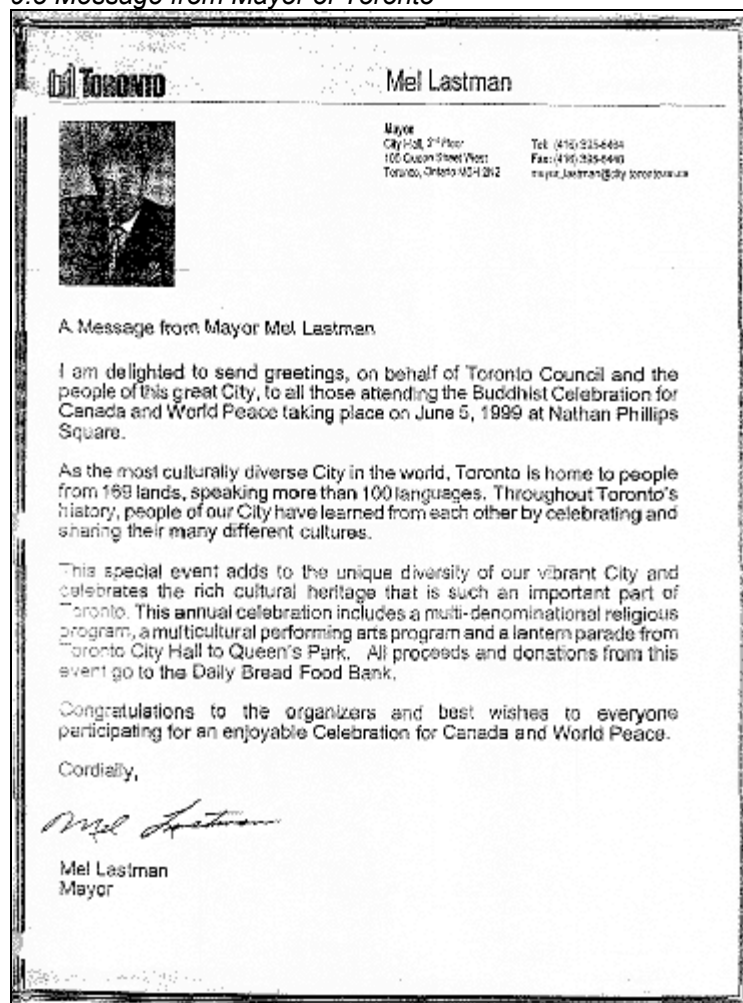 Message from Mayor of Toronto
TORONTO
Mel Lastman
Mayor
City Hall, 2nd Floor
100 Queen Street West
Toronto, Ontario M5H 2N2
Tel: (416)
Fax: (416)
A Message from Mayor Mel Lastman
I am delighted to send greetings, on behalf of Toronto Council and the
people of this great City, to all those attending the Buddhist Celebration for
Canada and World Peace taking place on June 5, 1999 at Nathan Phillips
Square.
As the most culturally diverse City in the world, Toronto is home to people
from 169 lands, speaking more than 100 languages. Throughout Toronto's
history, people of our City have learned from each other by celebrating and
sharing their many different cultures.
This special event adds to the unique diversity of our vibrant City and
celebrates the rich cultural heritage that is such an important part of
Toronto. This annual celebration includes a multi-denominational religious
program, a multicultural performing arts program and a lantern parade from
Toronto City Hall to Queen's Park. All proceeds and donations from this
event go to the Daily Bread Food Bank.
Congratulations to the organizers and best wishes to everyone
participating for an enjoyable Celebration for Canada and World Peace.
Cordially,
Mel Lastman
Mel Lastman
Mayor